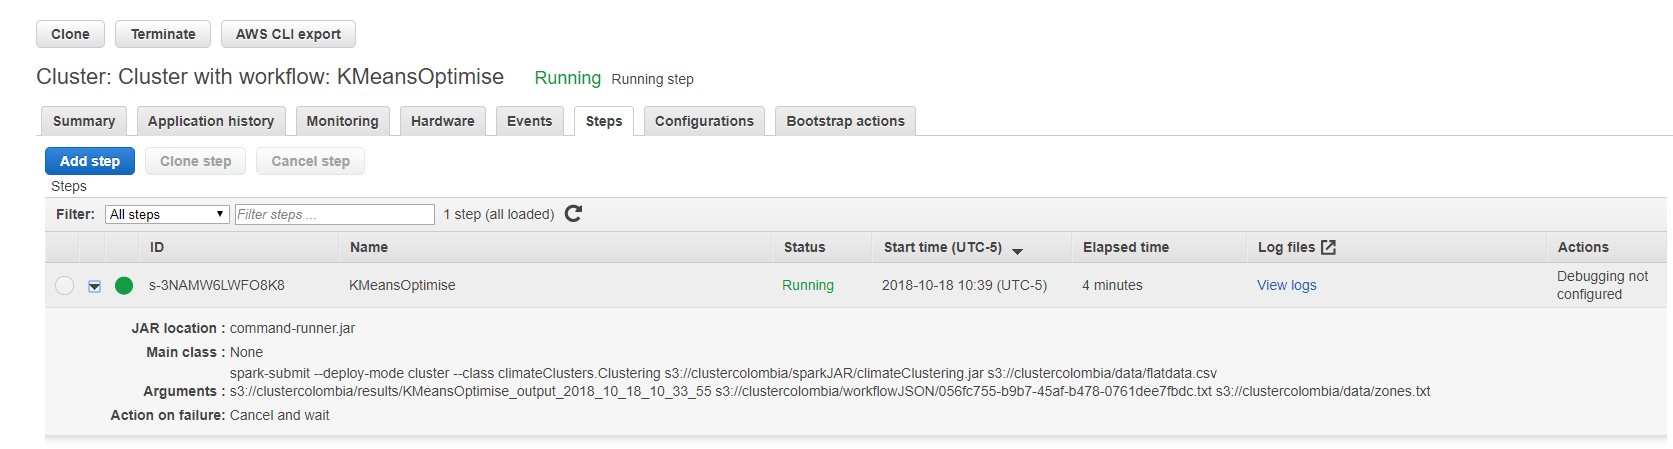 Clone Terminate AWS CLI export
Cluster: Cluster with workflow: KMeansOptimise Running Running step
Summary Application history Monitoring Hardware Events Steps Configurations Bootstrap actions
Add step Clone step Cancel step
Steps
Filter: All steps Filter steps ... 1 step (all loaded)
ID Name Status Start time (UTC-5) Elapsed time Log files Actions
s-3NAMW6LWFO8K8 KMeansOptimise Running 2018-10-18 10:39 (UTC-5) 4 minutes View logs Debugging not
configured
JAR location : command-runner.jar
Main class : None
spark-submit --deploy-mode cluster --class climateClusters.Clustering s3://clustercolombia/sparkJAR/climateClustering.jar s3://clustercolombia/data/flatdata.csv
Arguments : s3://clustercolombia/results/KMeansOptimise_output_2018_10_18_10_33_55 s3://clustercolombia/workflowJSON/056fc755-b9b7-45af-b478-0761dee7fbdc.txt s3://clustercolombia/data/zones.txt
Action on failure: Cancel and wait